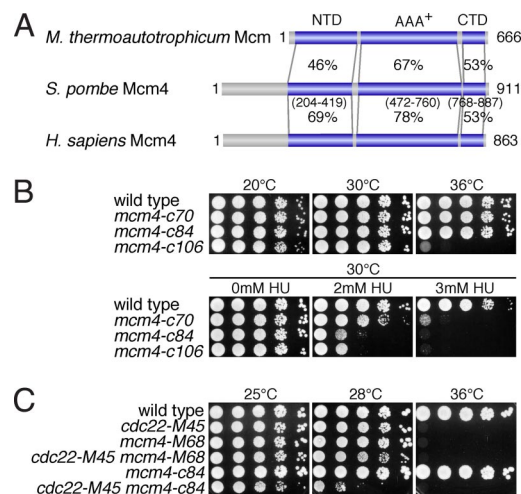 A
NTD AAA+ CTD
M. thermoautotrophicum Mcm 1 666
46% 67% 53%
S. pombe Mcm4 1 911
(204-419) (472-760) (768-887)
69% 78% 53%
H. sapiens Mcm4 1 863
B
20°C 30°C 36°C
wild type
mcm4-c70
mcm4-c84
mcm4-c106
30°C
0mM HU 2mM HU 3mM HU
wild type
mcm4-c70
mcm4-c84
mcm4-c106
C
25°C 28°C 36°C
wild type
cdc22-M45
mcm4-M68
cdc22-M45 mcm4-M68
mcm4-c84
cdc22-M45 mcm4-c84